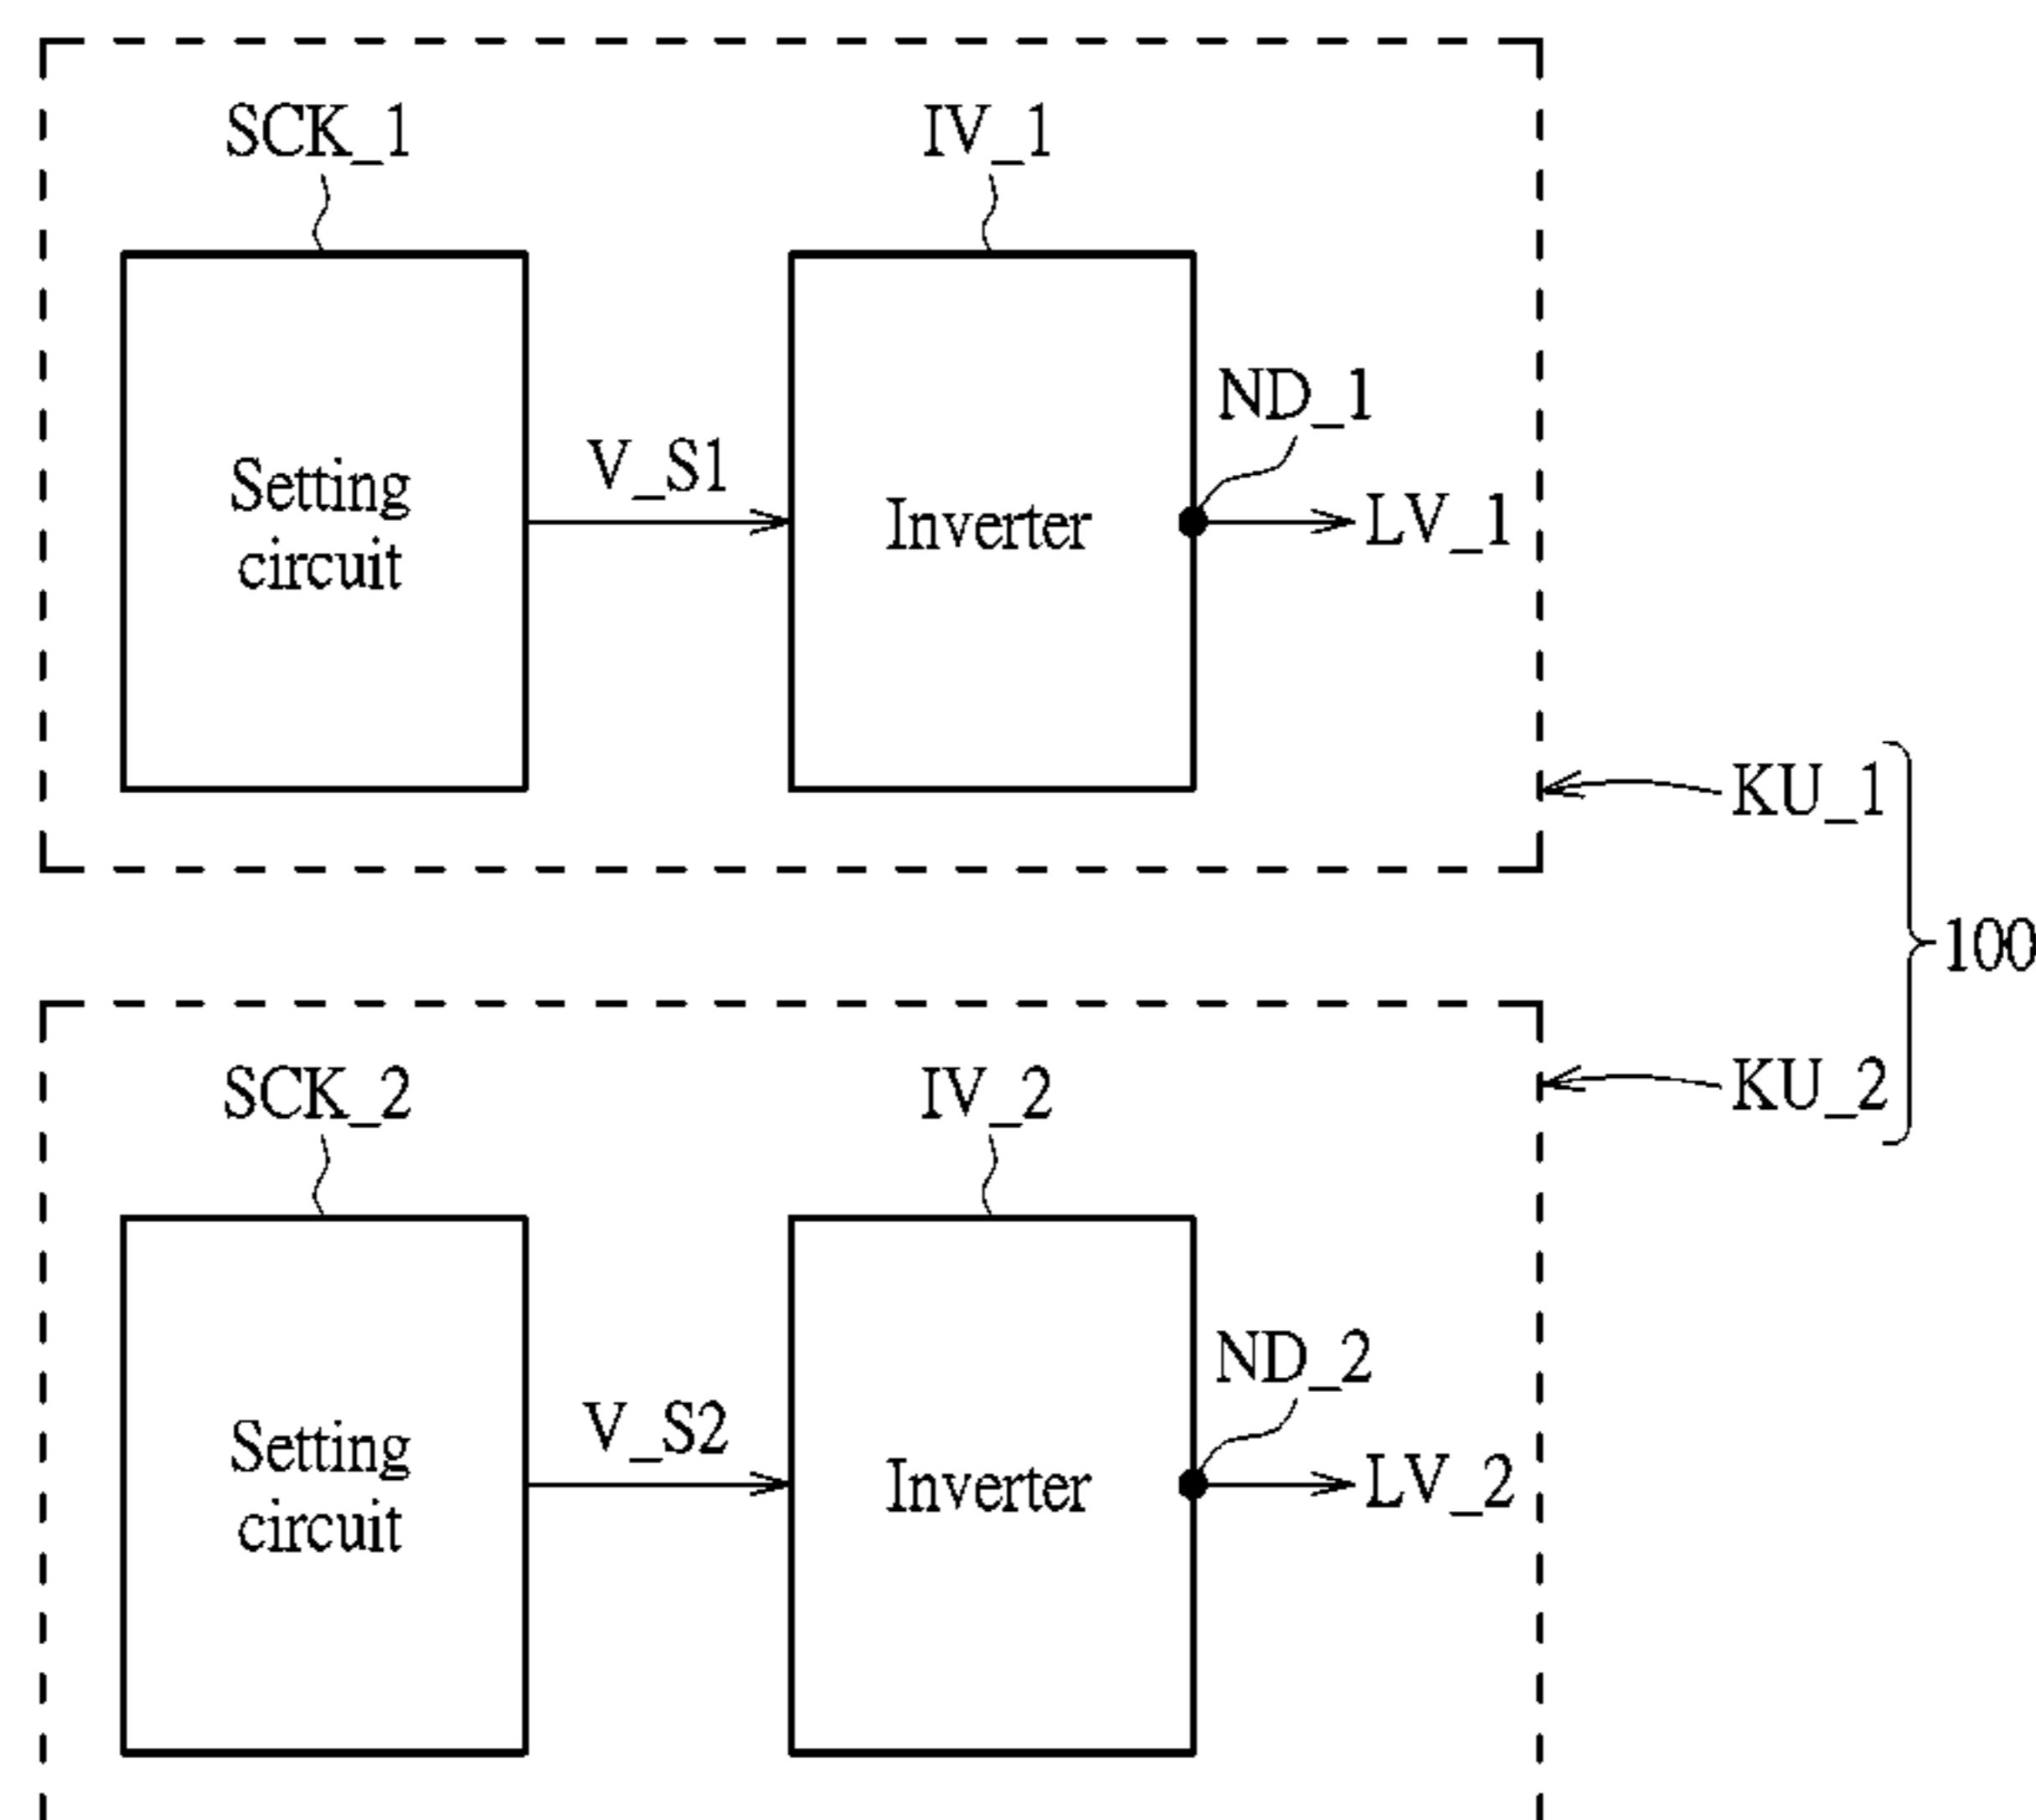 SCK_1
IV_1
ND_1
V_S1
Setting
circuit
Inverter
LV_1
KU_1
100
KU_2
SCK_2
IV_2
ND_2
V_S2
Setting
circuit
Inverter
LV_2